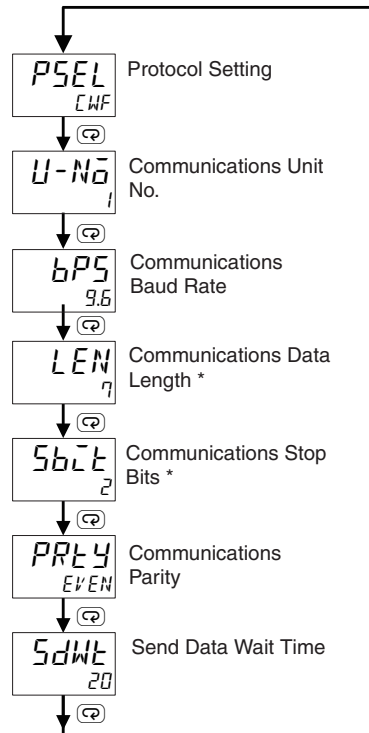 PSEL
CWF
Protocol Setting
U-No
1
Communications Unit
No.
bPS
9.6
Communications
Baud Rate
LEN
7
Communications Data
Length *
SbiT
2
Communications Stop
Bits *
PRtY
EVEN
Communications
Parity
SdWt
20
Send Data Wait Time